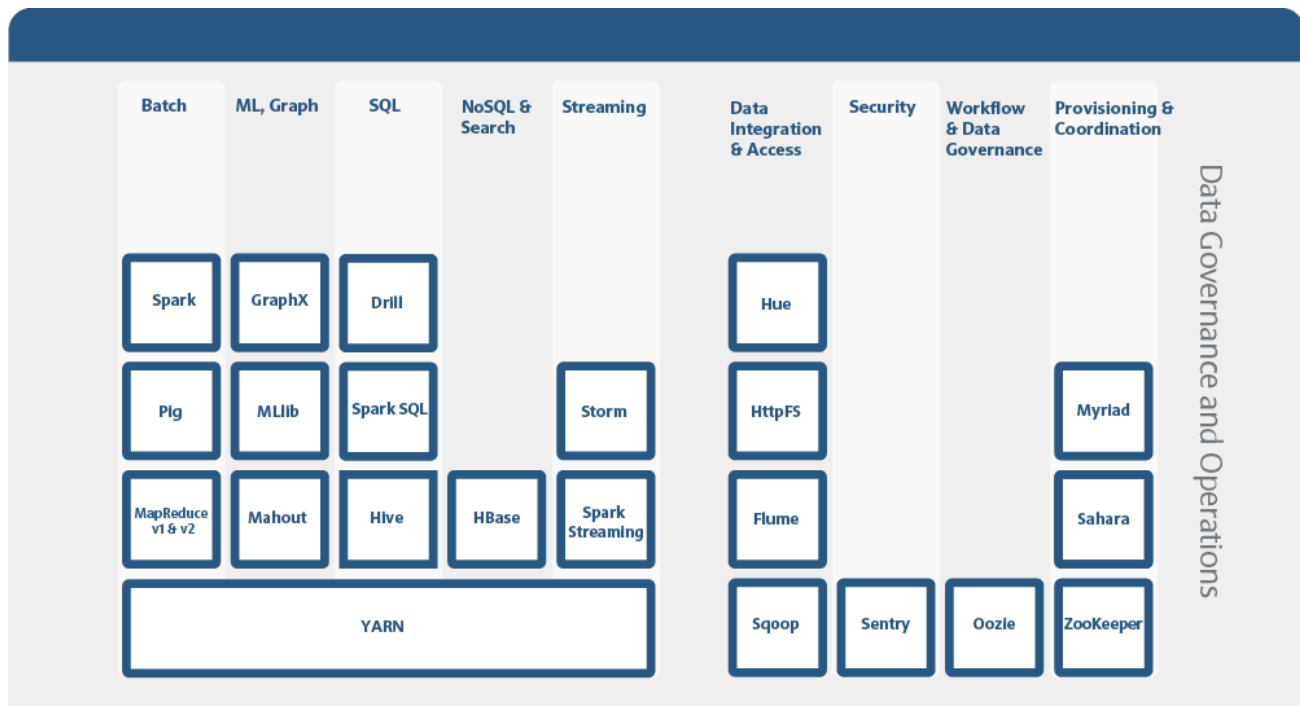 Batch
ML, Graph
SQL
NoSQL &
Search
Streaming
Data
Integration
& Access
Security
Workflow
& Data
Governance
Provisioning &
Coordination
Spark
GraphX
Drill
Hue
Pig
MLlib
Spark SQL
Storm
HttpFS
Myriad
MapReduce
v1 & v2
Mahout
Hive
HBase
Spark
Streaming
Flume
Sahara
YARN
Sqoop
Sentry
Oozie
ZooKeeper
Data Governance and Operations